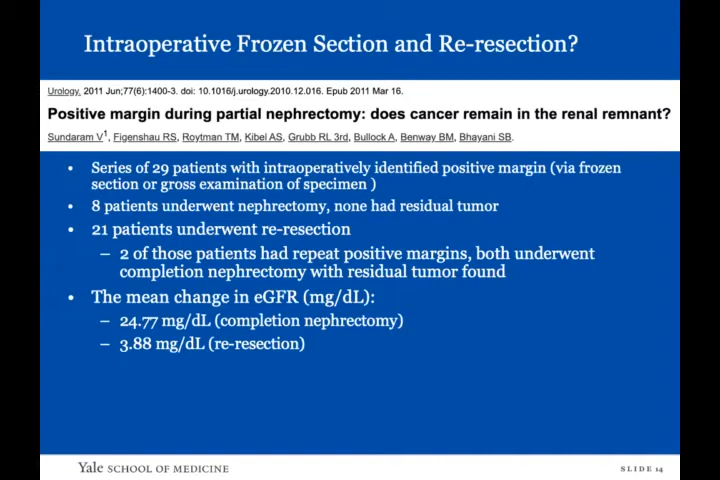 Intraoperative Frozen Section and Re-resection?
Urology. 2011 Jun;77(6):1400-3. doi: 10.1016/j.urology.2010.12.016. Epub 2011 Mar 16.
Positive margin during partial nephrectomy: does cancer remain in the renal remnant?
Sundaram V1, Figenshau RS, Roytman TM, Kibel AS, Grubb RL 3rd, Bullock A, Benway BM, Bhayani SB.
• Series of 29 patients with intraoperatively identified positive margin (via frozen
section or gross examination of specimen )
• 8 patients underwent nephrectomy, none had residual tumor
• 21 patients underwent re-resection
– 2 of those patients had repeat positive margins, both underwent
completion nephrectomy with residual tumor found
• The mean change in eGFR (mg/dL):
– 24.77 mg/dL (completion nephrectomy)
– 3.88 mg/dL (re-resection)
Yale SCHOOL OF MEDICINE
SLIDE 14